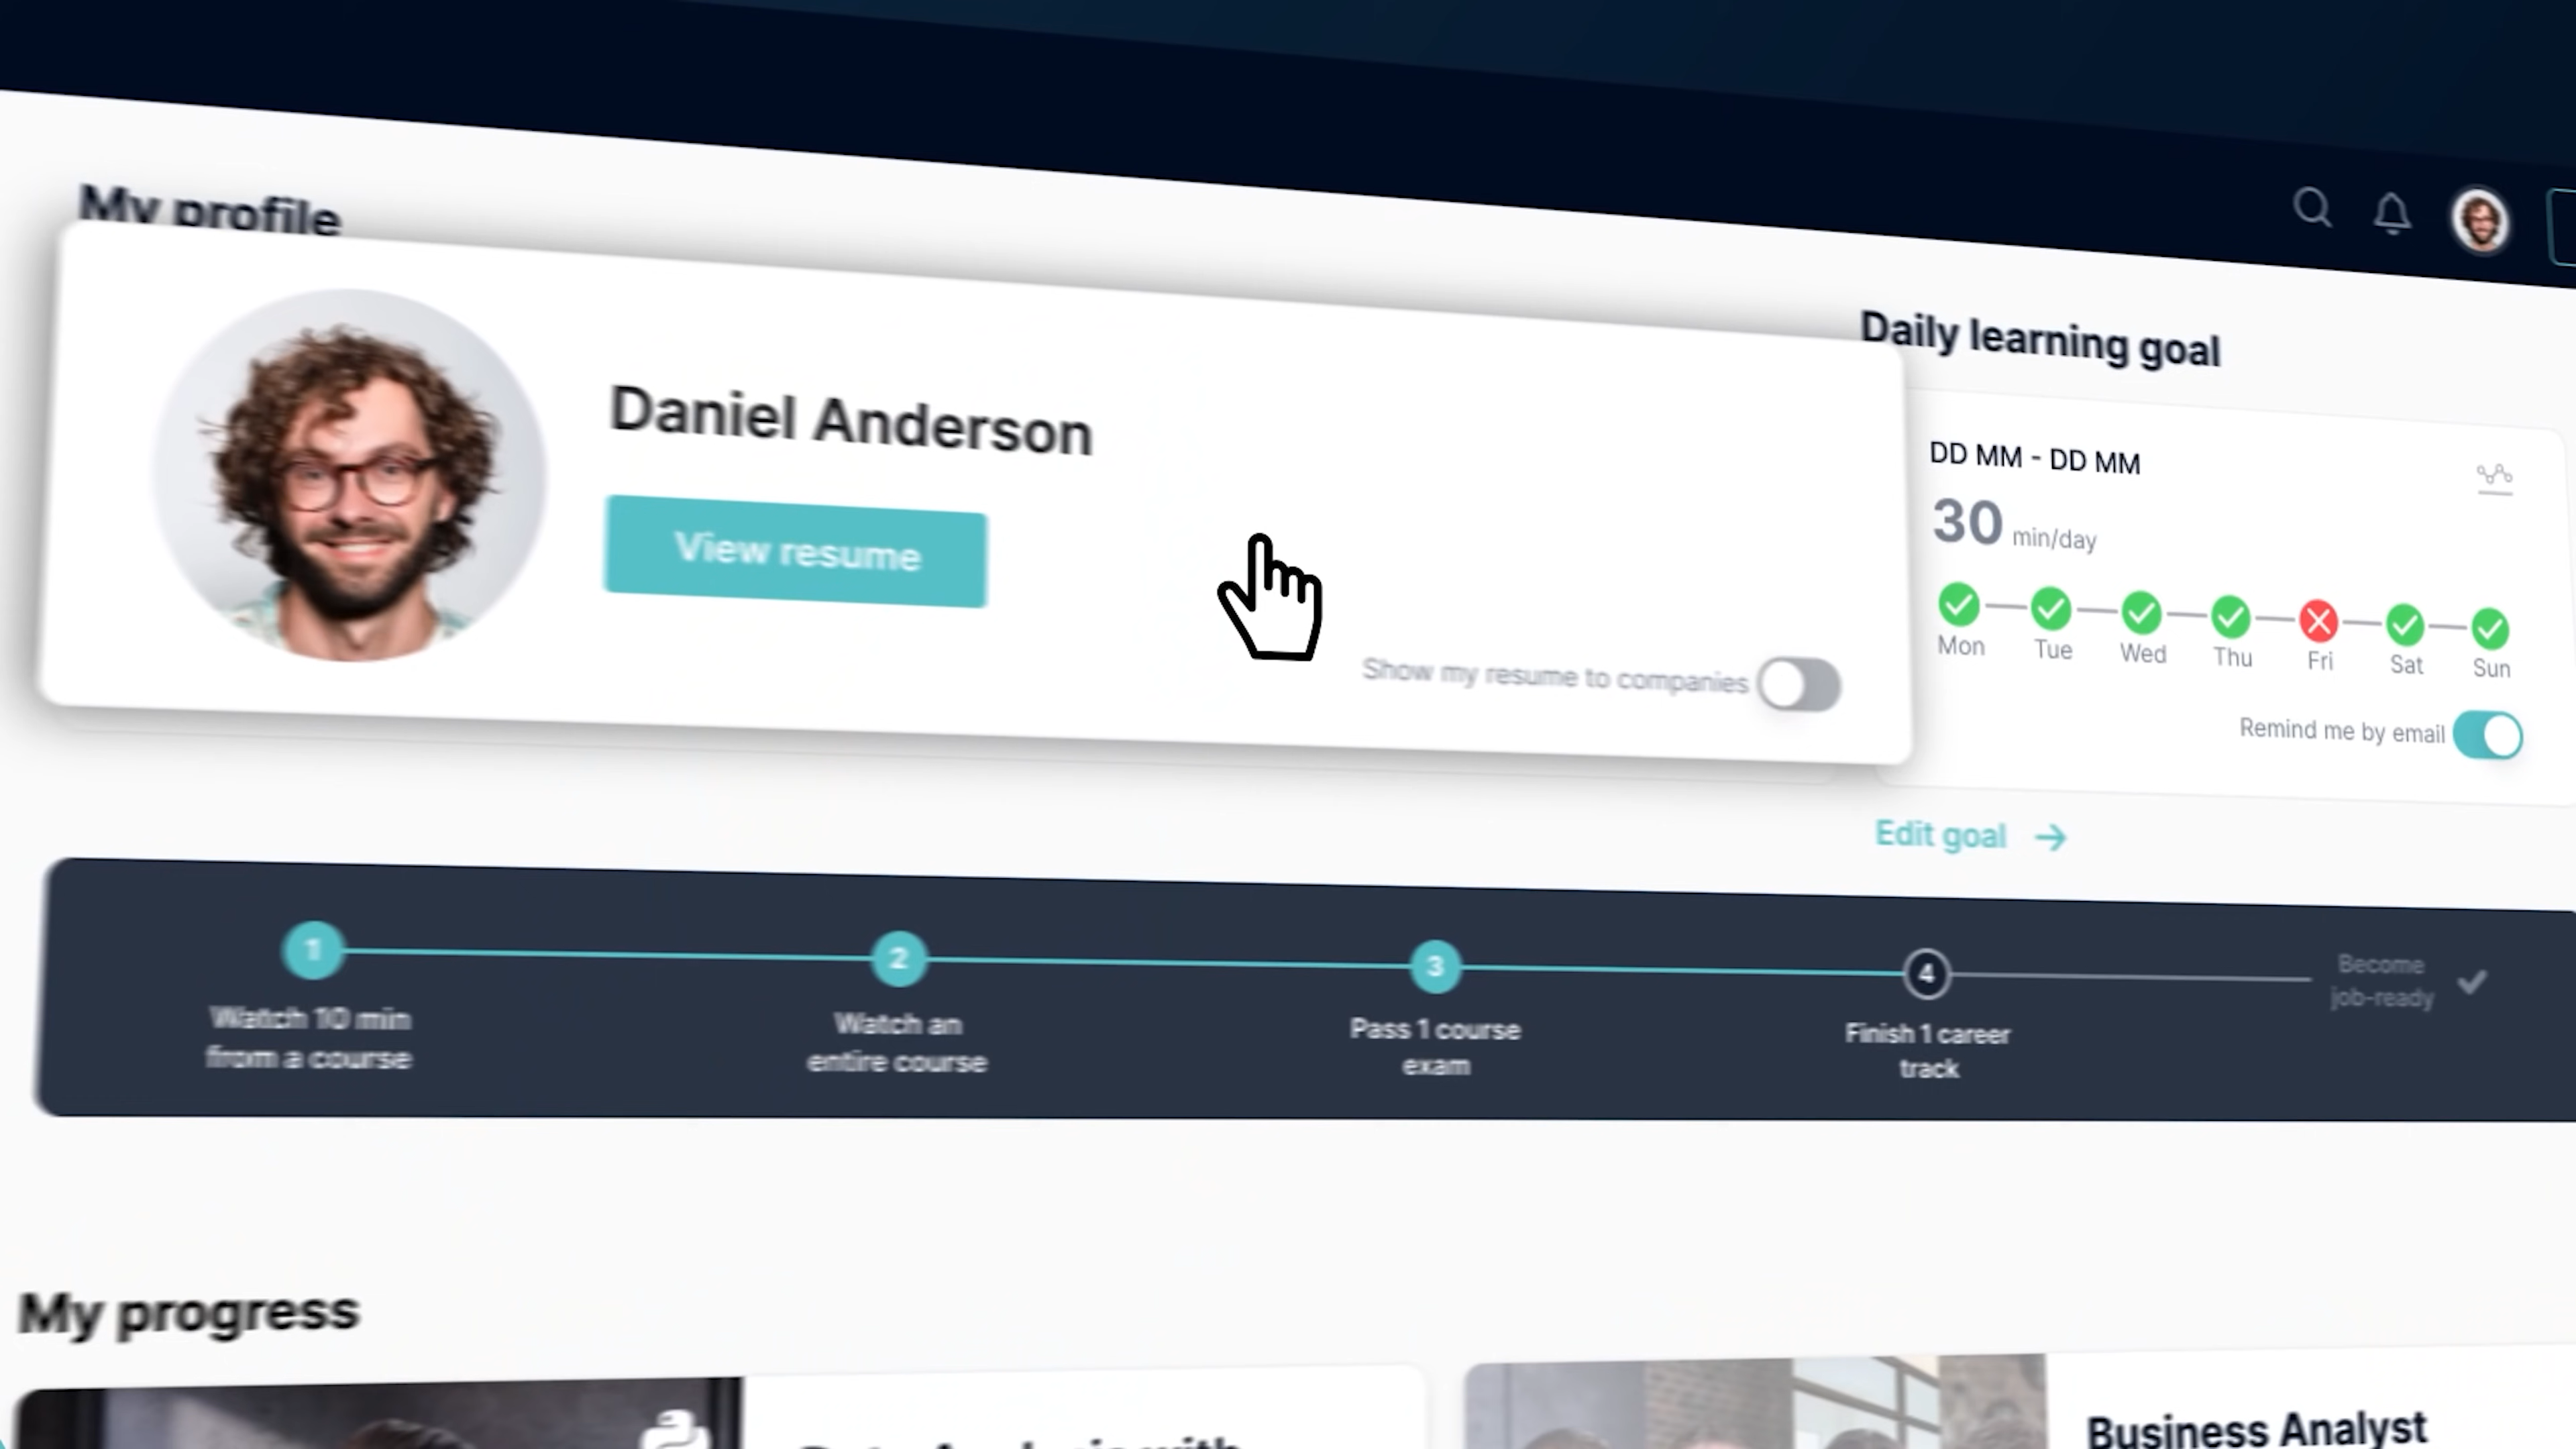 My profile
Daniel Anderson
View resume
Show my resume to companies
Daily learning goal
DD MM - DD MM
30 min/day
Mon Tue Wed Thu Fri Sat Sun
Remind me by email
Edit goal
1 2 3 4
Watch 10 min
from a course
Watch an
entire course
Pass 1 course
exam
Finish 1 career
track
Become
job-ready
My progress
with
Business Analyst